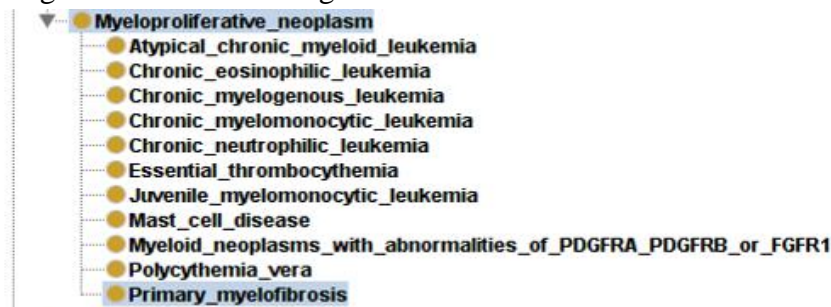 Myeloproliferative_neoplasm
Atypical_chronic_myeloid_leukemia
Chronic_eosinophilic_leukemia
Chronic_myelogenous_leukemia
Chronic_myelomonocytic_leukemia
Chronic_neutrophilic_leukemia
Essential_thrombocythemia
Juvenile_myelomonocytic_leukemia
Mast_cell_disease
Myeloid_neoplasms_with_abnormalities_of_PDGFRA_PDGFRB_or_FGFR1
Polycythemia_vera
Primary_myelofibrosis